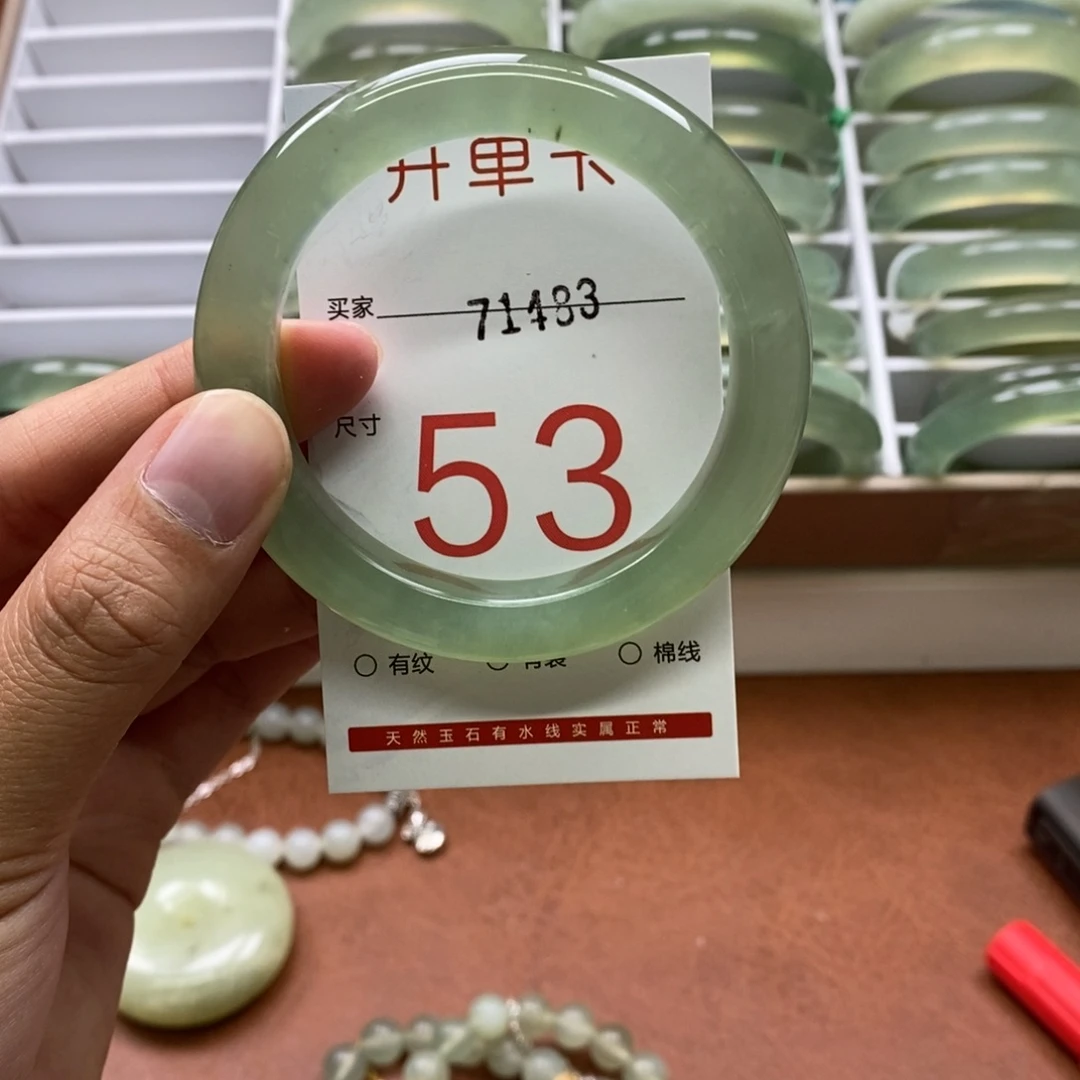 开单卡
买家 71483
尺寸 53
有纹 棉线
天然玉石有水线实属正常